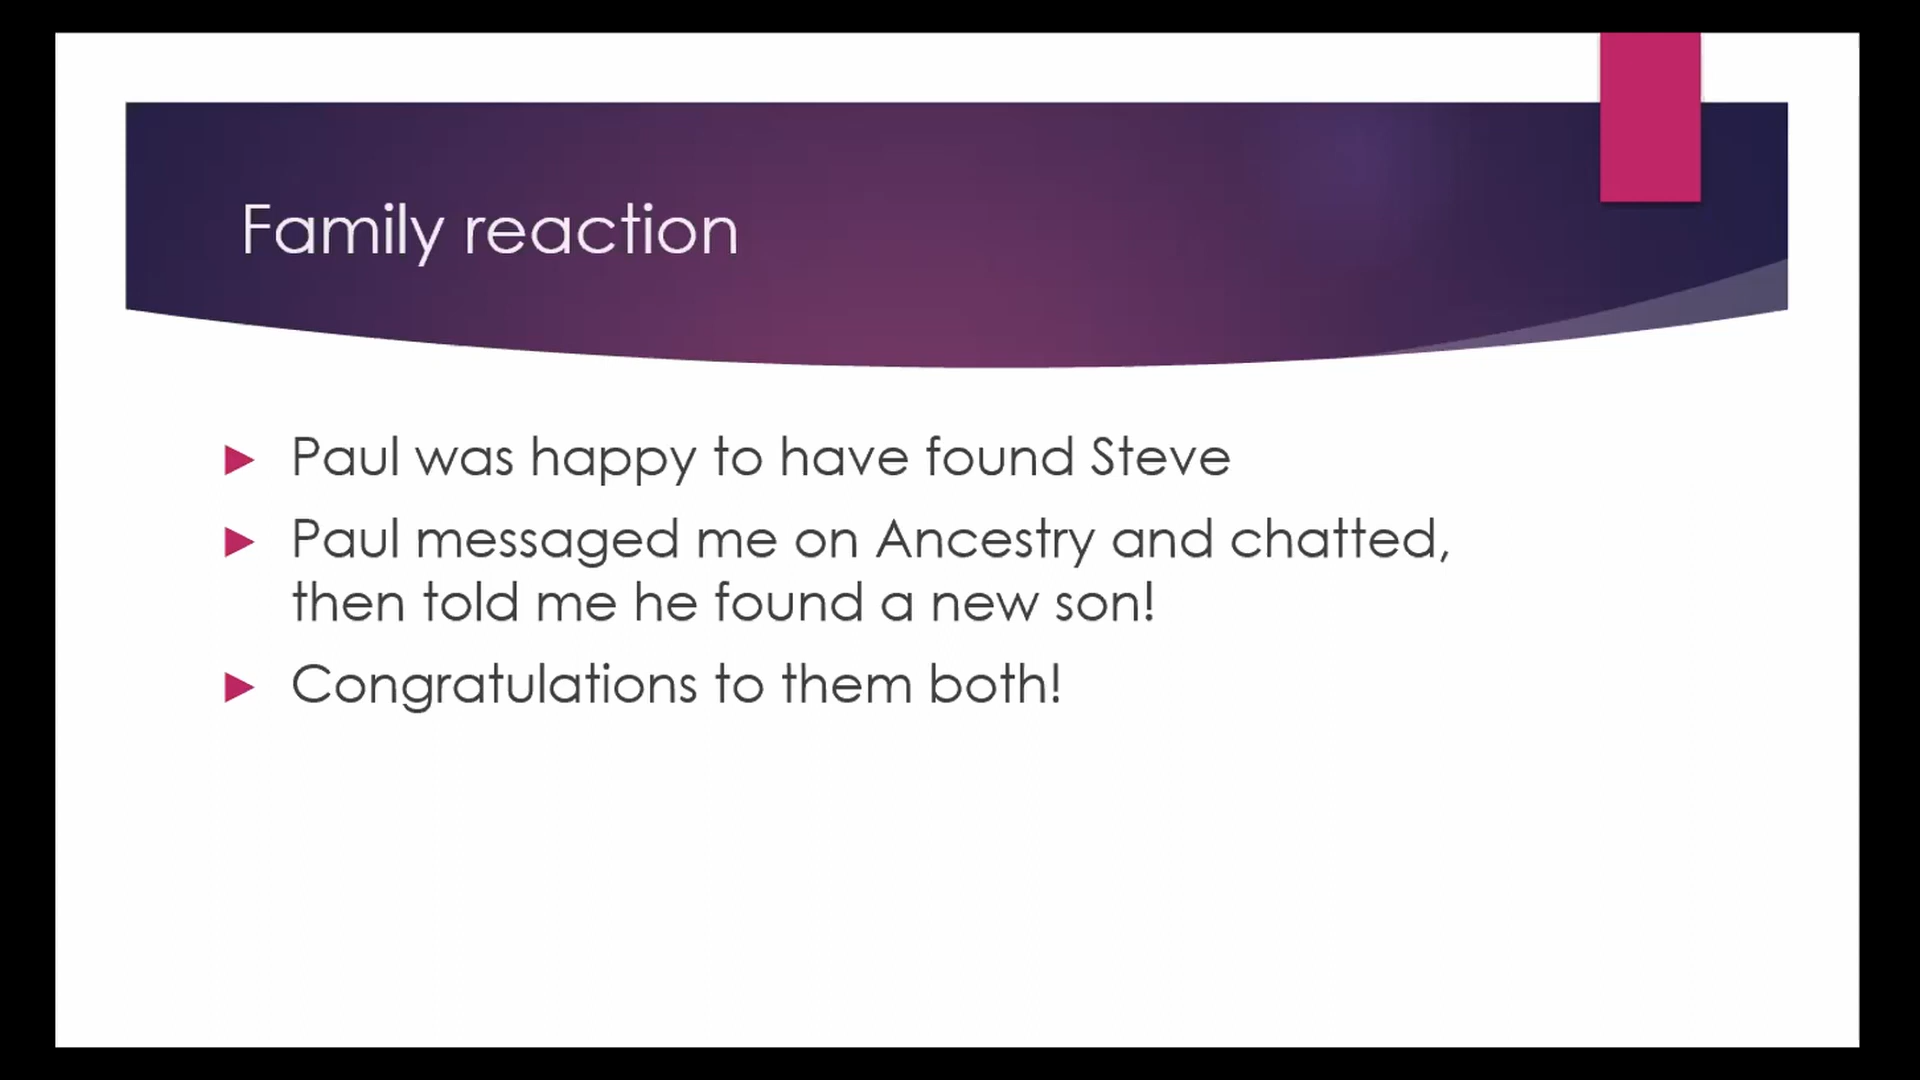 Family reaction
Paul was happy to have found Steve
Paul messaged me on Ancestry and chatted,
then told me he found a new son!
Congratulations to them both!